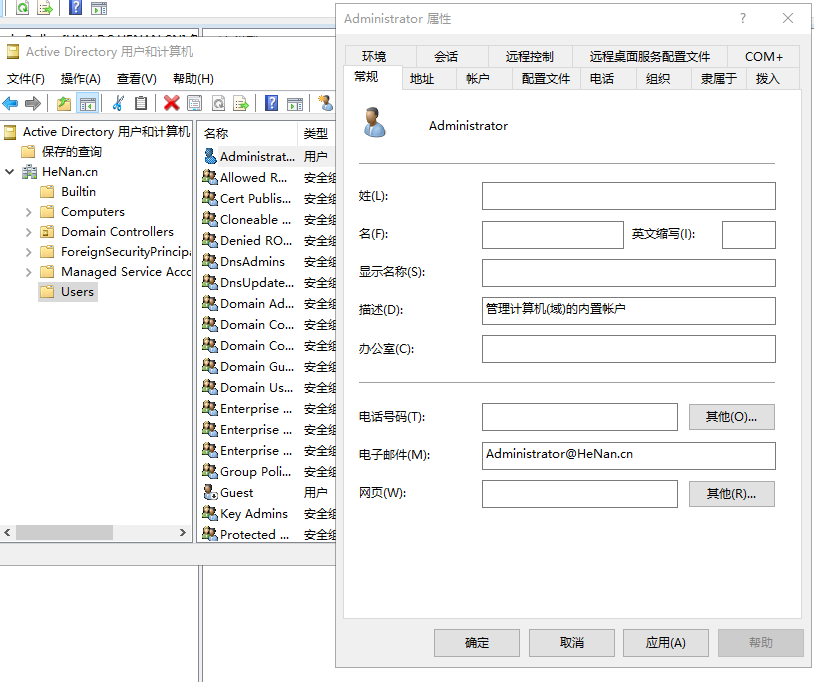 Active Directory 用户和计算机
文件(F) 操作(A) 查看(V) 帮助(H)
Active Directory 用户和计算机
保存的查询
HeNan.cn
Builtin
Computers
Domain Controllers
ForeignSecurityPrincipa
Managed Service Acco
Users
名称 类型
Administrat... 用户
Allowed R... 安全组
Cert Publis... 安全组
Cloneable ... 安全组
Denied RO... 安全组
DnsAdmins 安全组
DnsUpdate... 安全组
Domain Ad... 安全组
Domain Co... 安全组
Domain Co... 安全组
Domain Gu... 安全组
Domain Us... 安全组
Enterprise ... 安全组
Enterprise ... 安全组
Enterprise ... 安全组
Group Poli... 安全组
Guest 用户
Key Admins 安全组
Protected ... 安全组
Administrator 属性
环境 会话 远程控制 远程桌面服务配置文件 COM+
常规 地址 帐户 配置文件 电话 组织 隶属于 拨入
Administrator
姓(L):
名(F): 英文缩写(I):
显示名称(S):
描述(D): 管理计算机(域)的内置帐户
办公室(C):
电话号码(T): 其他(O)...
电子邮件(M): Administrator@HeNan.cn
网页(W): 其他(R)...
确定 取消 应用(A) 帮助